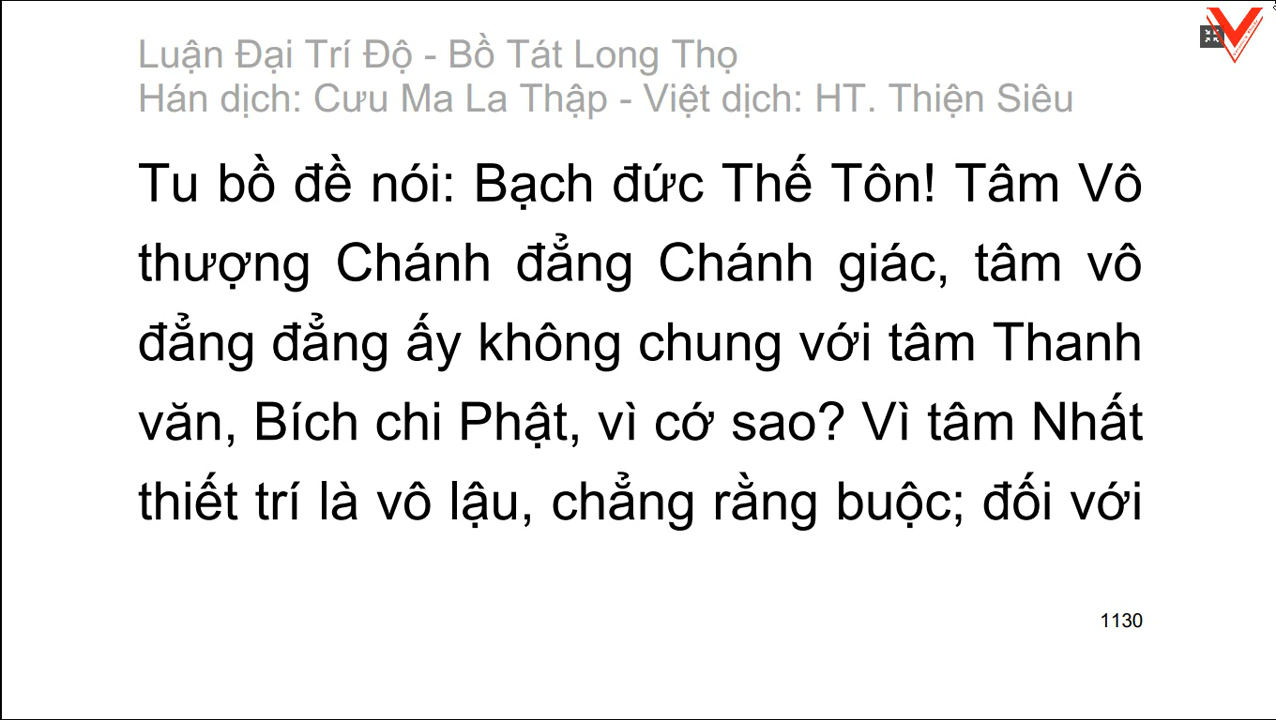 Luận Đại Trí Độ - Bồ Tát Long Thọ
Hán dịch: Cưu Ma La Thập - Việt dịch: HT. Thiện Siêu
Tu bồ đề nói: Bạch đức Thế Tôn! Tâm Vô
thượng Chánh đẳng Chánh giác, tâm vô
đẳng đẳng ấy không chung với tâm Thanh
văn, Bích chi Phật, vì cớ sao? Vì tâm Nhất
thiết trí là vô lậu, chẳng rằng buộc; đối với
1130